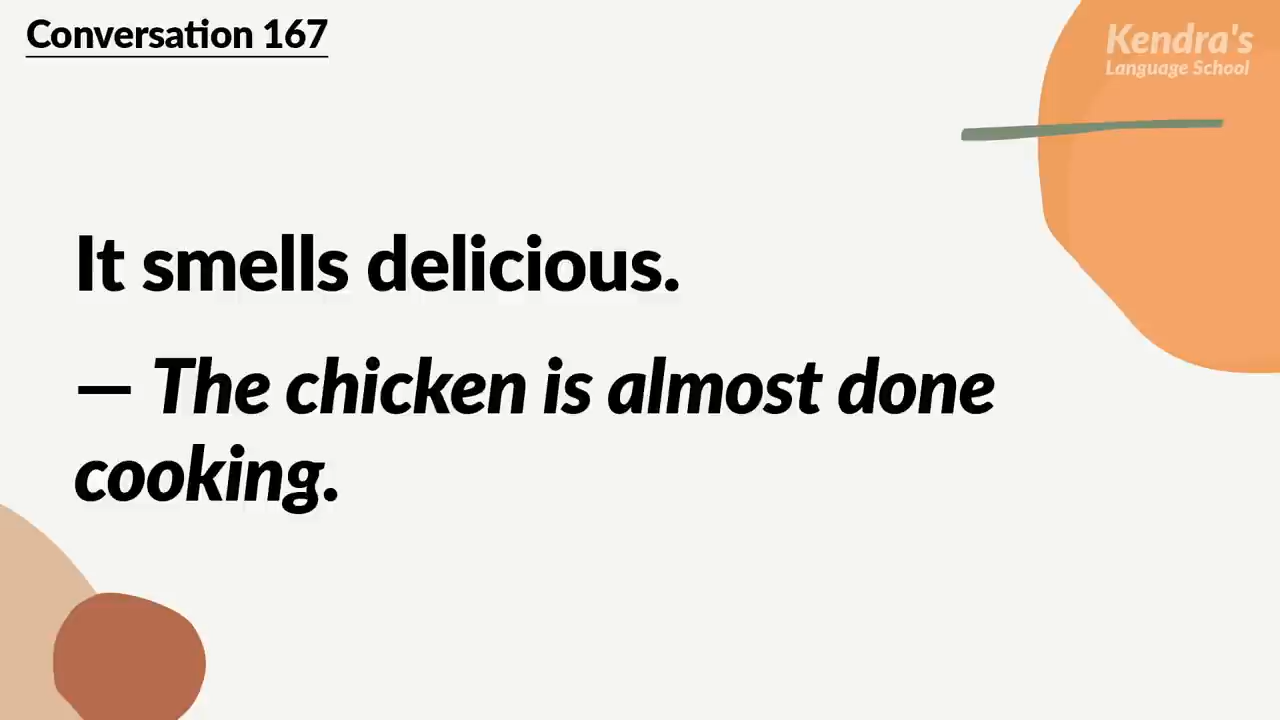 Conversation 167
Kendra's
Language School
It smells delicious.
— The chicken is almost done
cooking.